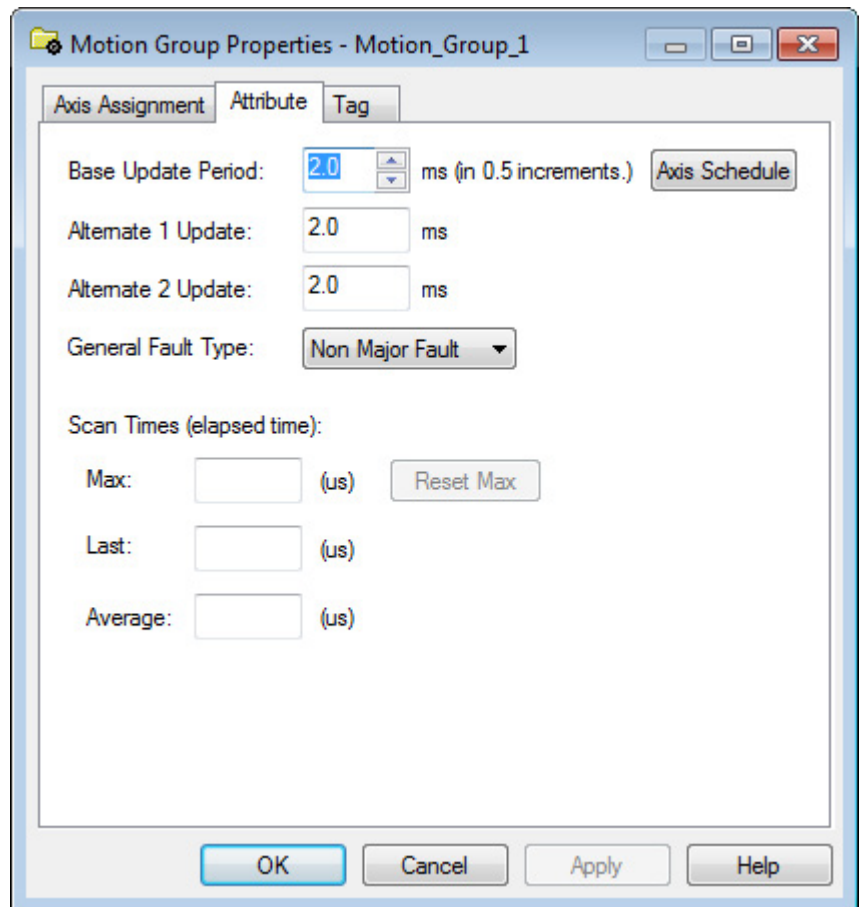 Motion Group Properties - Motion_Group_1
Axis Assignment Attribute Tag
Base Update Period: 2.0 ms (in 0.5 increments.) Axis Schedule
Alternate 1 Update: 2.0 ms
Alternate 2 Update: 2.0 ms
General Fault Type: Non Major Fault
Scan Times (elapsed time):
Max: (us) Reset Max
Last: (us)
Average: (us)
OK Cancel Apply Help